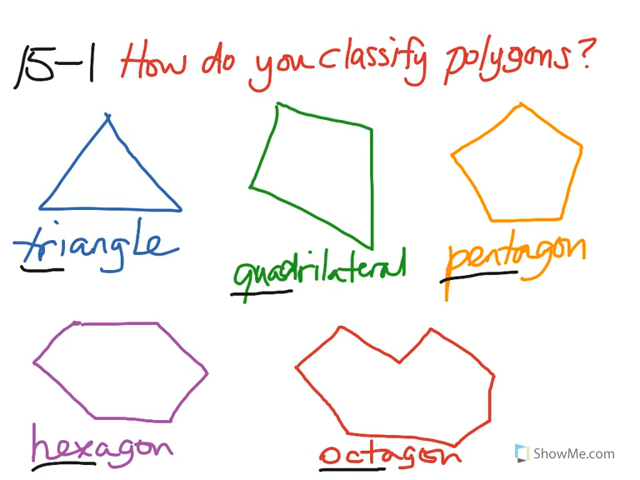 15-1 How do you classify polygons?
triangle
quadrilateral
pentagon
hexagon
octagon
ShowMe.com